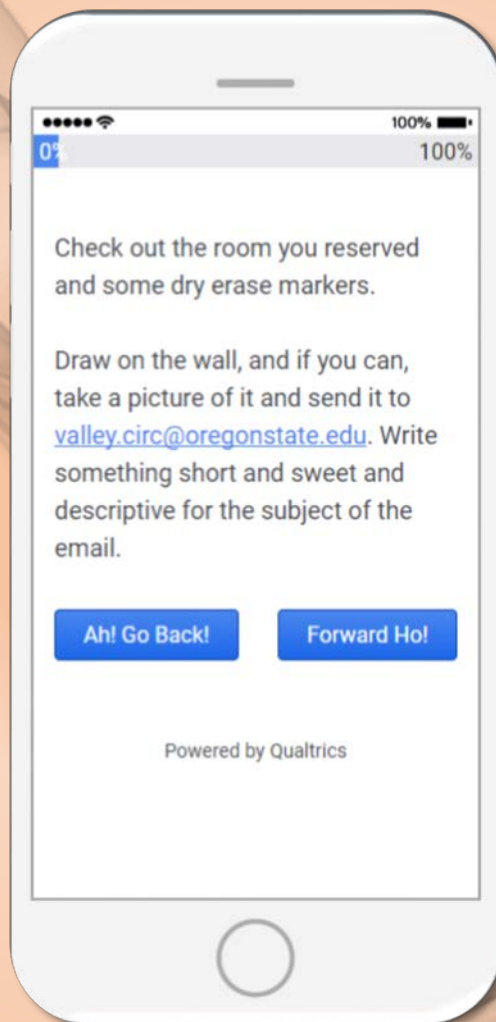 100%
0% 100%
Check out the room you reserved
and some dry erase markers.
Draw on the wall, and if you can,
take a picture of it and send it to
valley.circ@oregonstate.edu. Write
something short and sweet and
descriptive for the subject of the
email.
Ah! Go Back! Forward Ho!
Powered by Qualtrics